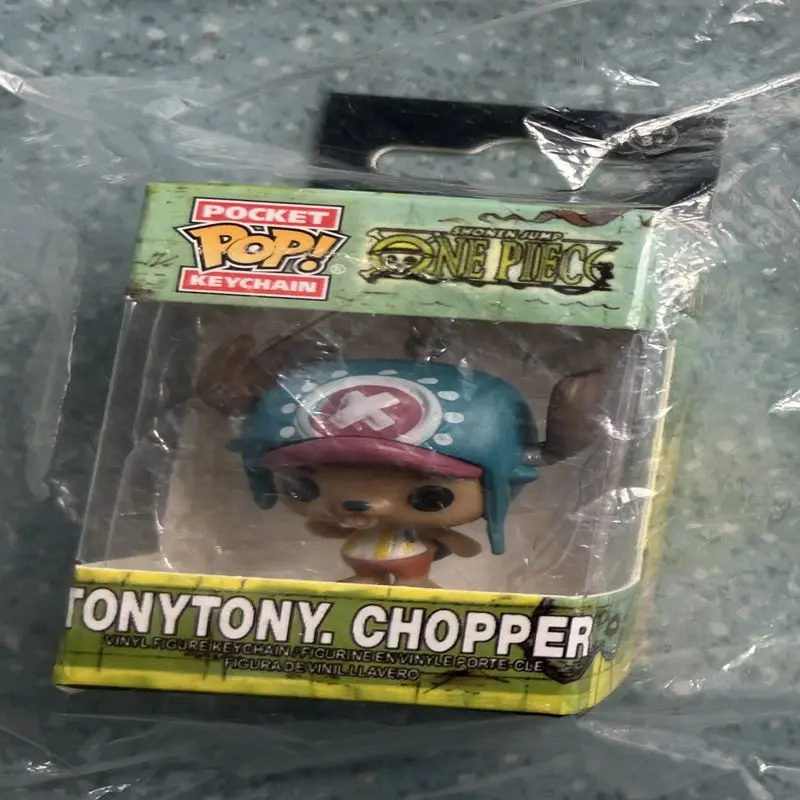 POCKET
POP!®
KEYCHAIN
SHONEN JUMP
ONE PIECE
TONYTONY. CHOPPER
VINYL FIGURE KEYCHAIN / FIGURINE EN VINYLE PORTE-CLE
FIGURA DE VINIL LLAVERO